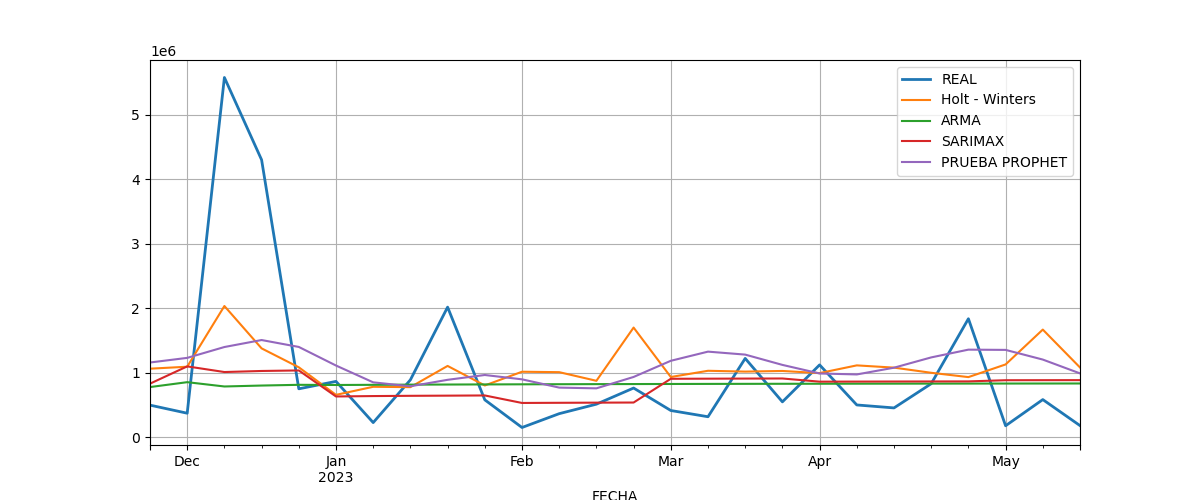 1e6
REAL
Holt - Winters
ARMA
SARIMAX
PRUEBA PROPHET
5
4
3
2
1
0
Dec
Jan
2023
Feb
Mar
Apr
May
FECHA